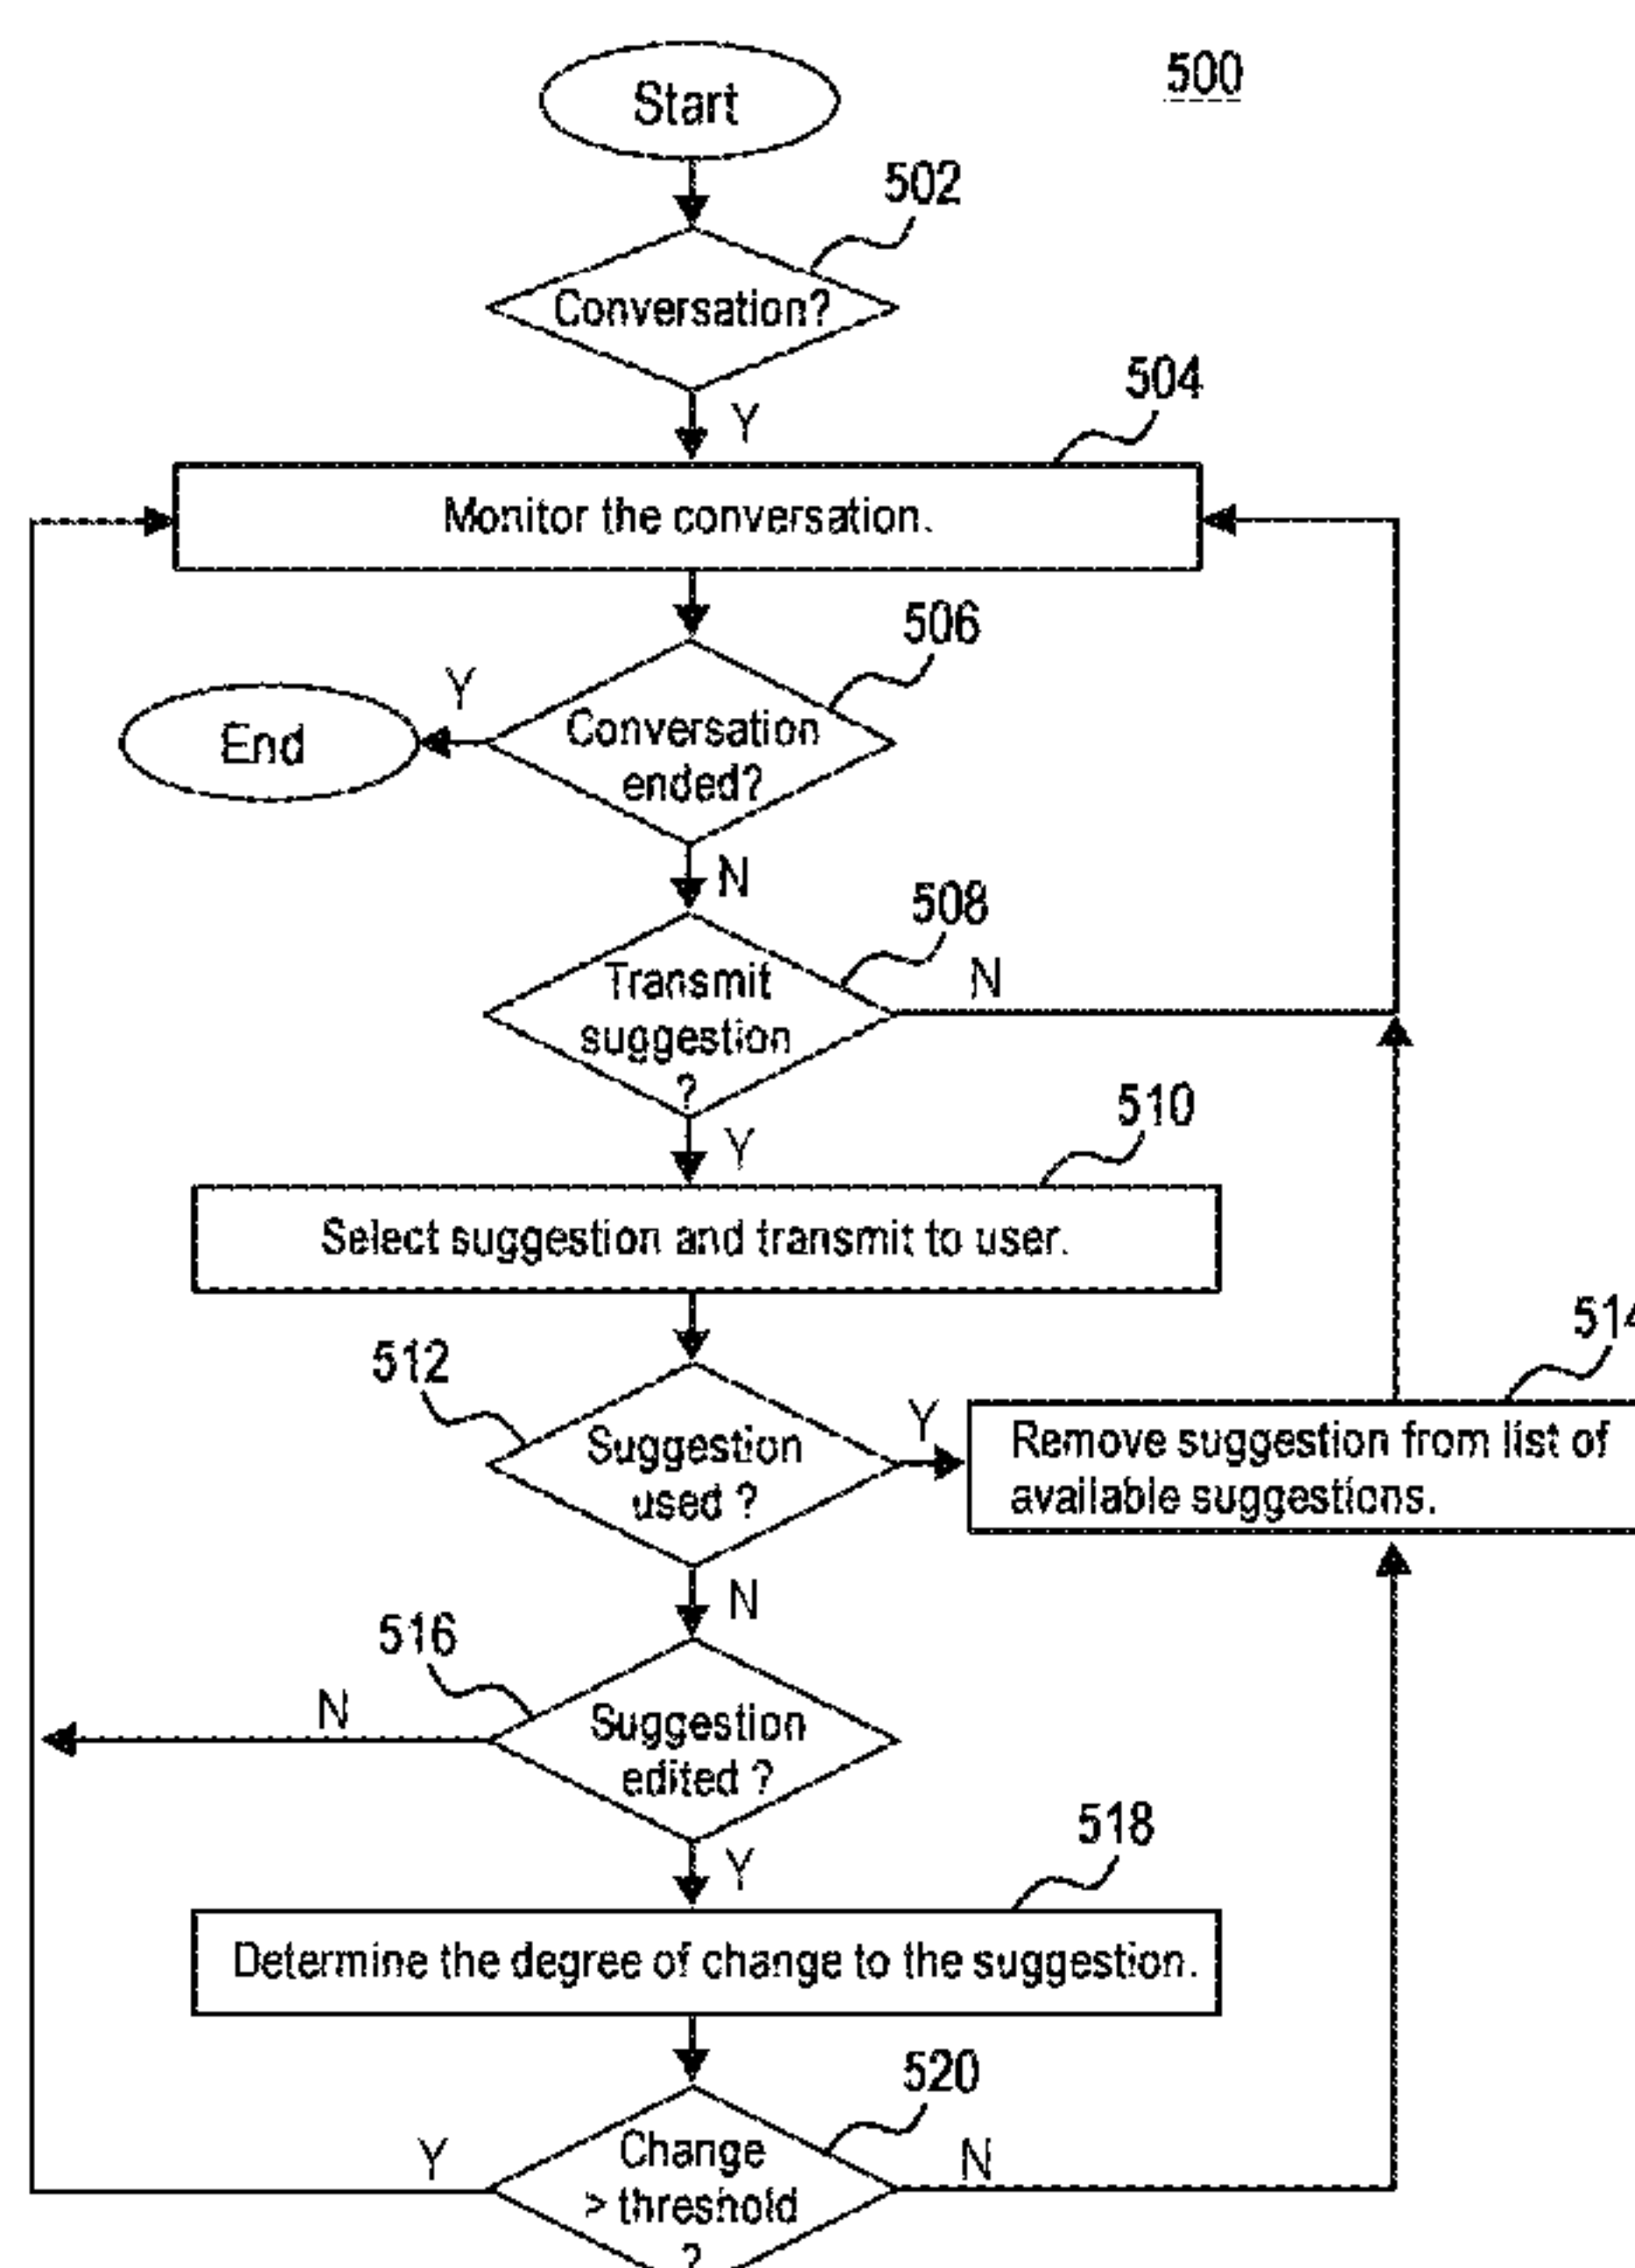 500
Start
502
Conversation?
Y
504
Monitor the conversation.
506
Y
End
Conversation
ended?
N
508
N
Transmit
suggestion
?
510
Y
Select suggestion and transmit to user.
514
512
Y
Suggestion
used ?
Remove suggestion from list of
available suggestions.
N
516
N
Suggestion
edited ?
518
Y
Determine the degree of change to the suggestion.
520
Y
N
Change
> threshold
?